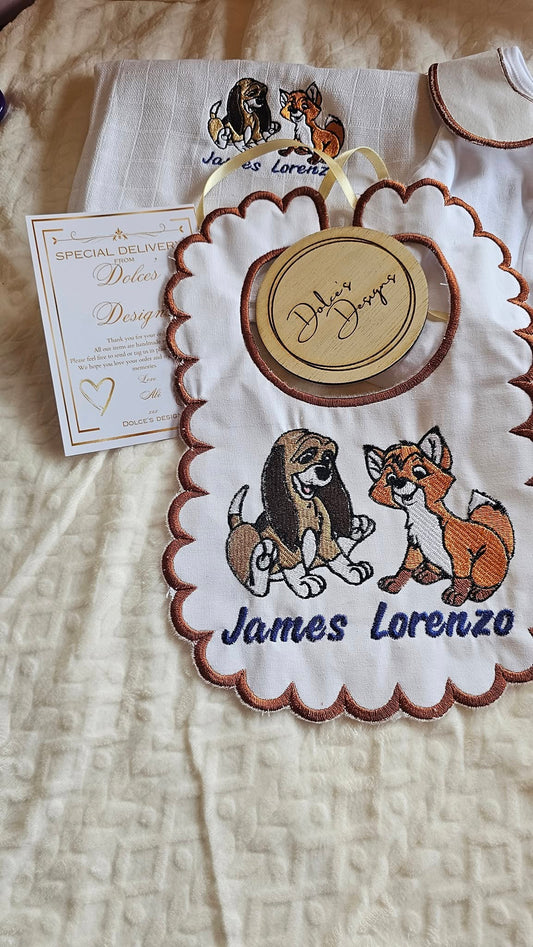 James Lorenzo
SPECIAL DELIVERY
FROM
Dolce's
Designs
Thank you for your
All our items are handmade
Please feel free to send or tag us in
We hope you love your order and
memories.
Love
Ali
xxx
DOLCE'S DESIGNS
Dolce's
Designs
James Lorenzo